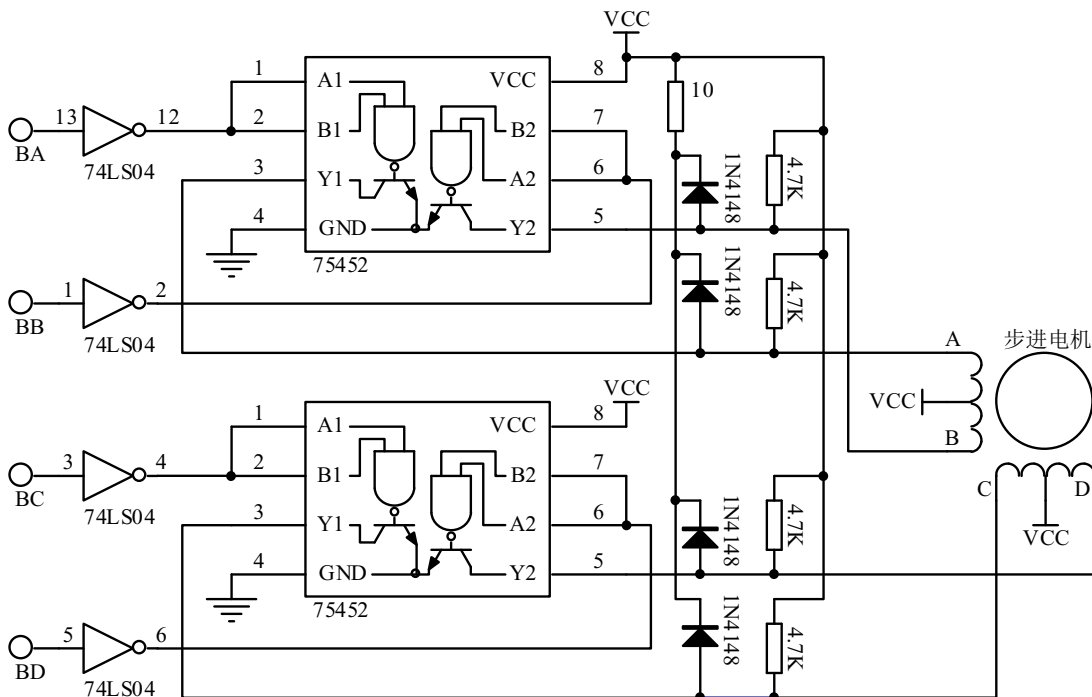 VCC
1 A1 VCC 8
10
13 12 2 B1 B2 7
BA
74LS04
3 Y1 A2 6
1N4148
4.7K
4 GND Y2 5
75452
1N4148
4.7K
BB
1 2
74LS04
A
步进电机
VCC
VCC
B
1 A1 VCC 8
3 4 2 B1 B2 7
BC
74LS04
C D
3 Y1 A2 6
1N4148
4.7K
VCC
4 GND Y2 5
75452
1N4148
4.7K
5 6
BD
74LS04